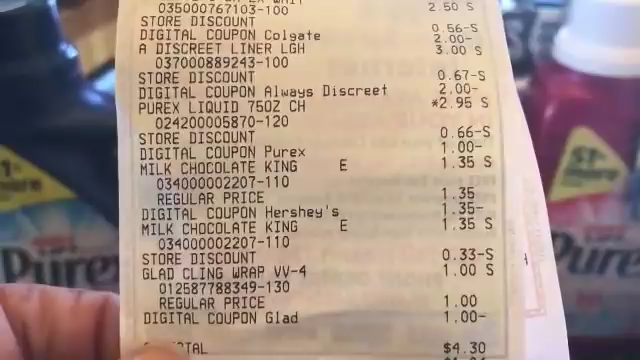 035000767103-100 2.50 S
STORE DISCOUNT 0.56-S
DIGITAL COUPON Colgate 2.00-
A DISCREET LINER LGH 3.00 S
037000889243-100
STORE DISCOUNT 0.67-S
DIGITAL COUPON Always Discreet 2.00-
PUREX LIQUID 75OZ CH *2.95 S
024200005870-120
STORE DISCOUNT 0.66-S
DIGITAL COUPON Purex 1.00-
MILK CHOCOLATE KING E 1.35 S
034000002207-110
REGULAR PRICE 1.35
DIGITAL COUPON Hershey's 1.35-
MILK CHOCOLATE KING E 1.35 S
034000002207-110
STORE DISCOUNT 0.33-S
GLAD CLING WRAP VV-4 1.00 S
012587788349-130
REGULAR PRICE 1.00
DIGITAL COUPON Glad 1.00-
$4.30
more
Purex
51+
more
Purex